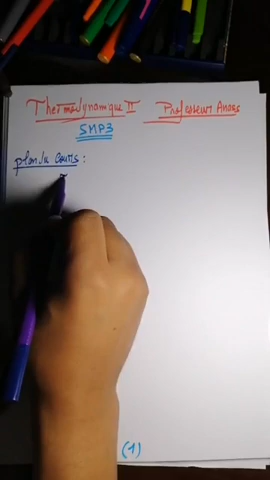 Thermodynamique II Professeur Anass
SMP3
plan du cours :
(1)